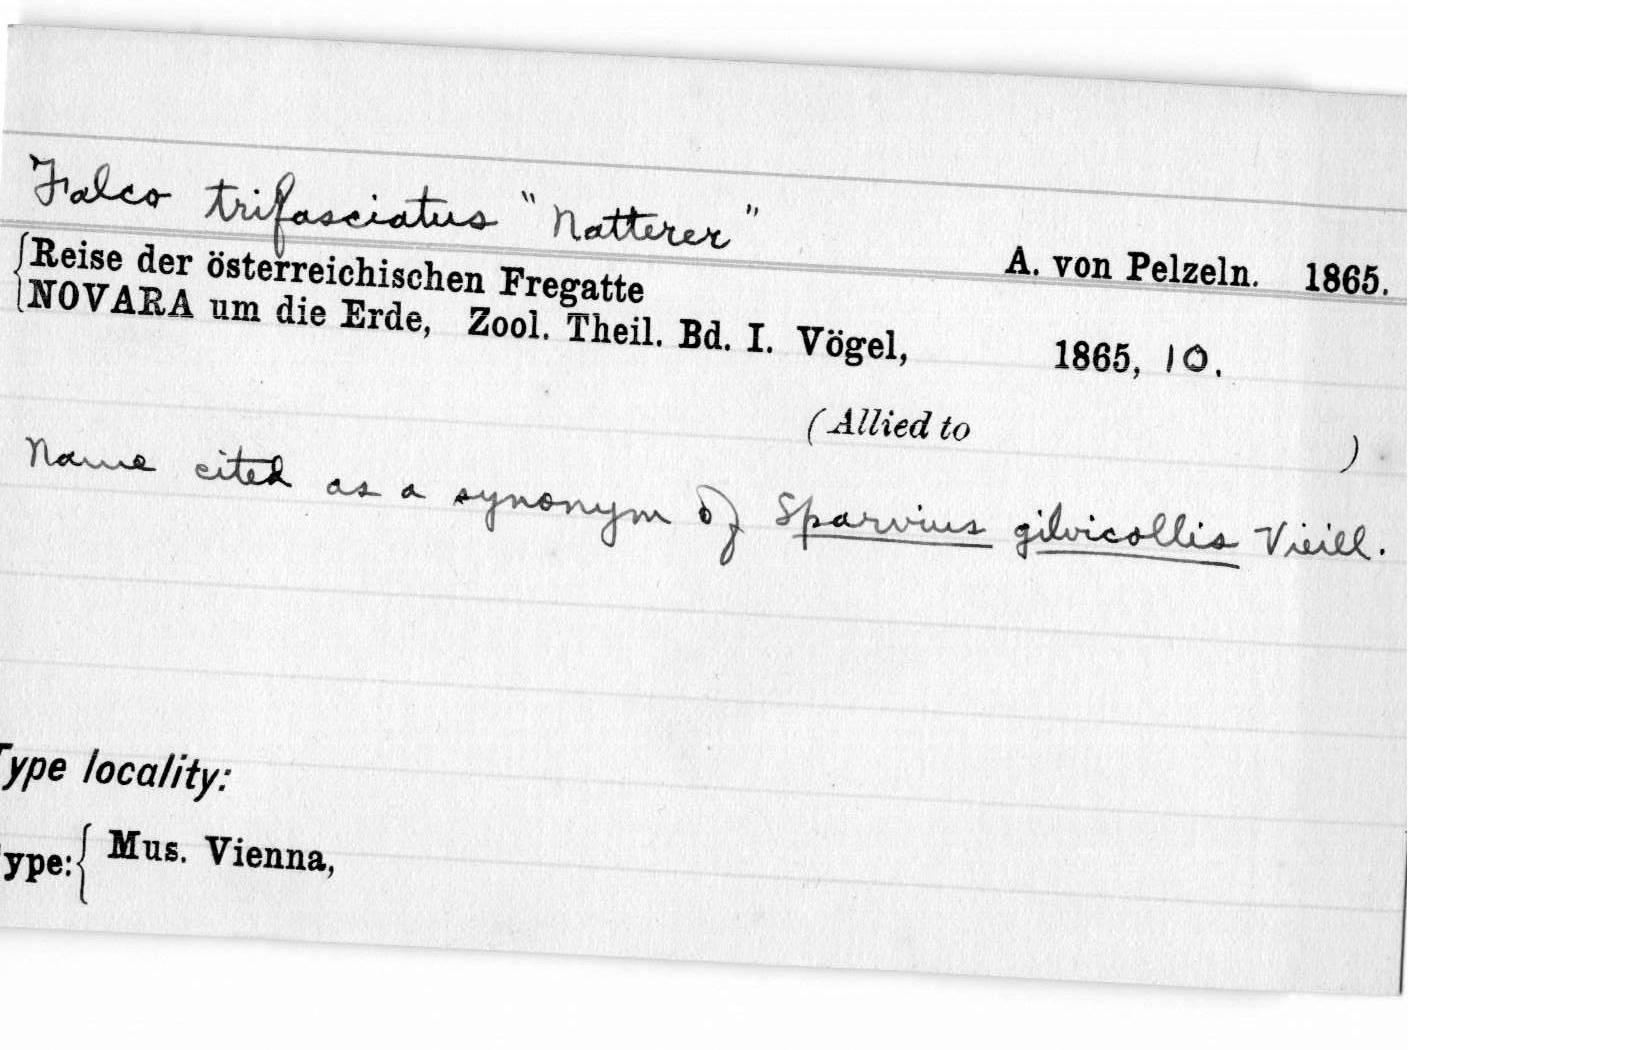 Falco trifasciatus "Natterer"
A. von Pelzeln. 1865.
Reise der österreichischen Fregatte
NOVARA um die Erde, Zool. Theil. Bd. I. Vögel, 1865, 10.
(Allied to )
Name cited as a synonym of Sparvius gilvicollis Vieill.
Type locality:
ype: Mus. Vienna,